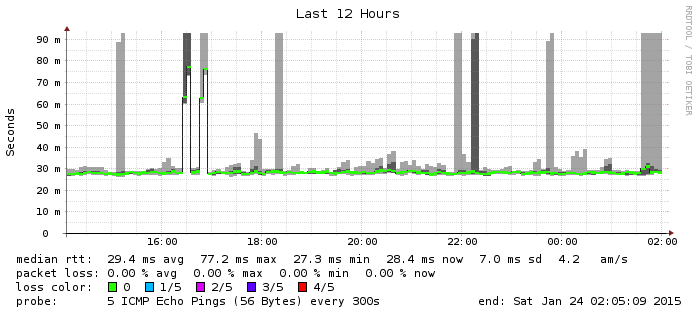 Last 12 Hours
RRDTOOL / TOBI OETIKER
Seconds
90 m
80 m
70 m
60 m
50 m
40 m
30 m
20 m
10 m
0
16:00 18:00 20:00 22:00 00:00 02:00
median rtt: 29.4 ms avg 77.2 ms max 27.3 ms min 28.4 ms now 7.0 ms sd 4.2 am/s
packet loss: 0.00 % avg 0.00 % max 0.00 % min 0.00 % now
loss color: 0 1/5 2/5 3/5 4/5
probe: 5 ICMP Echo Pings (56 Bytes) every 300s end: Sat Jan 24 02:05:09 2015